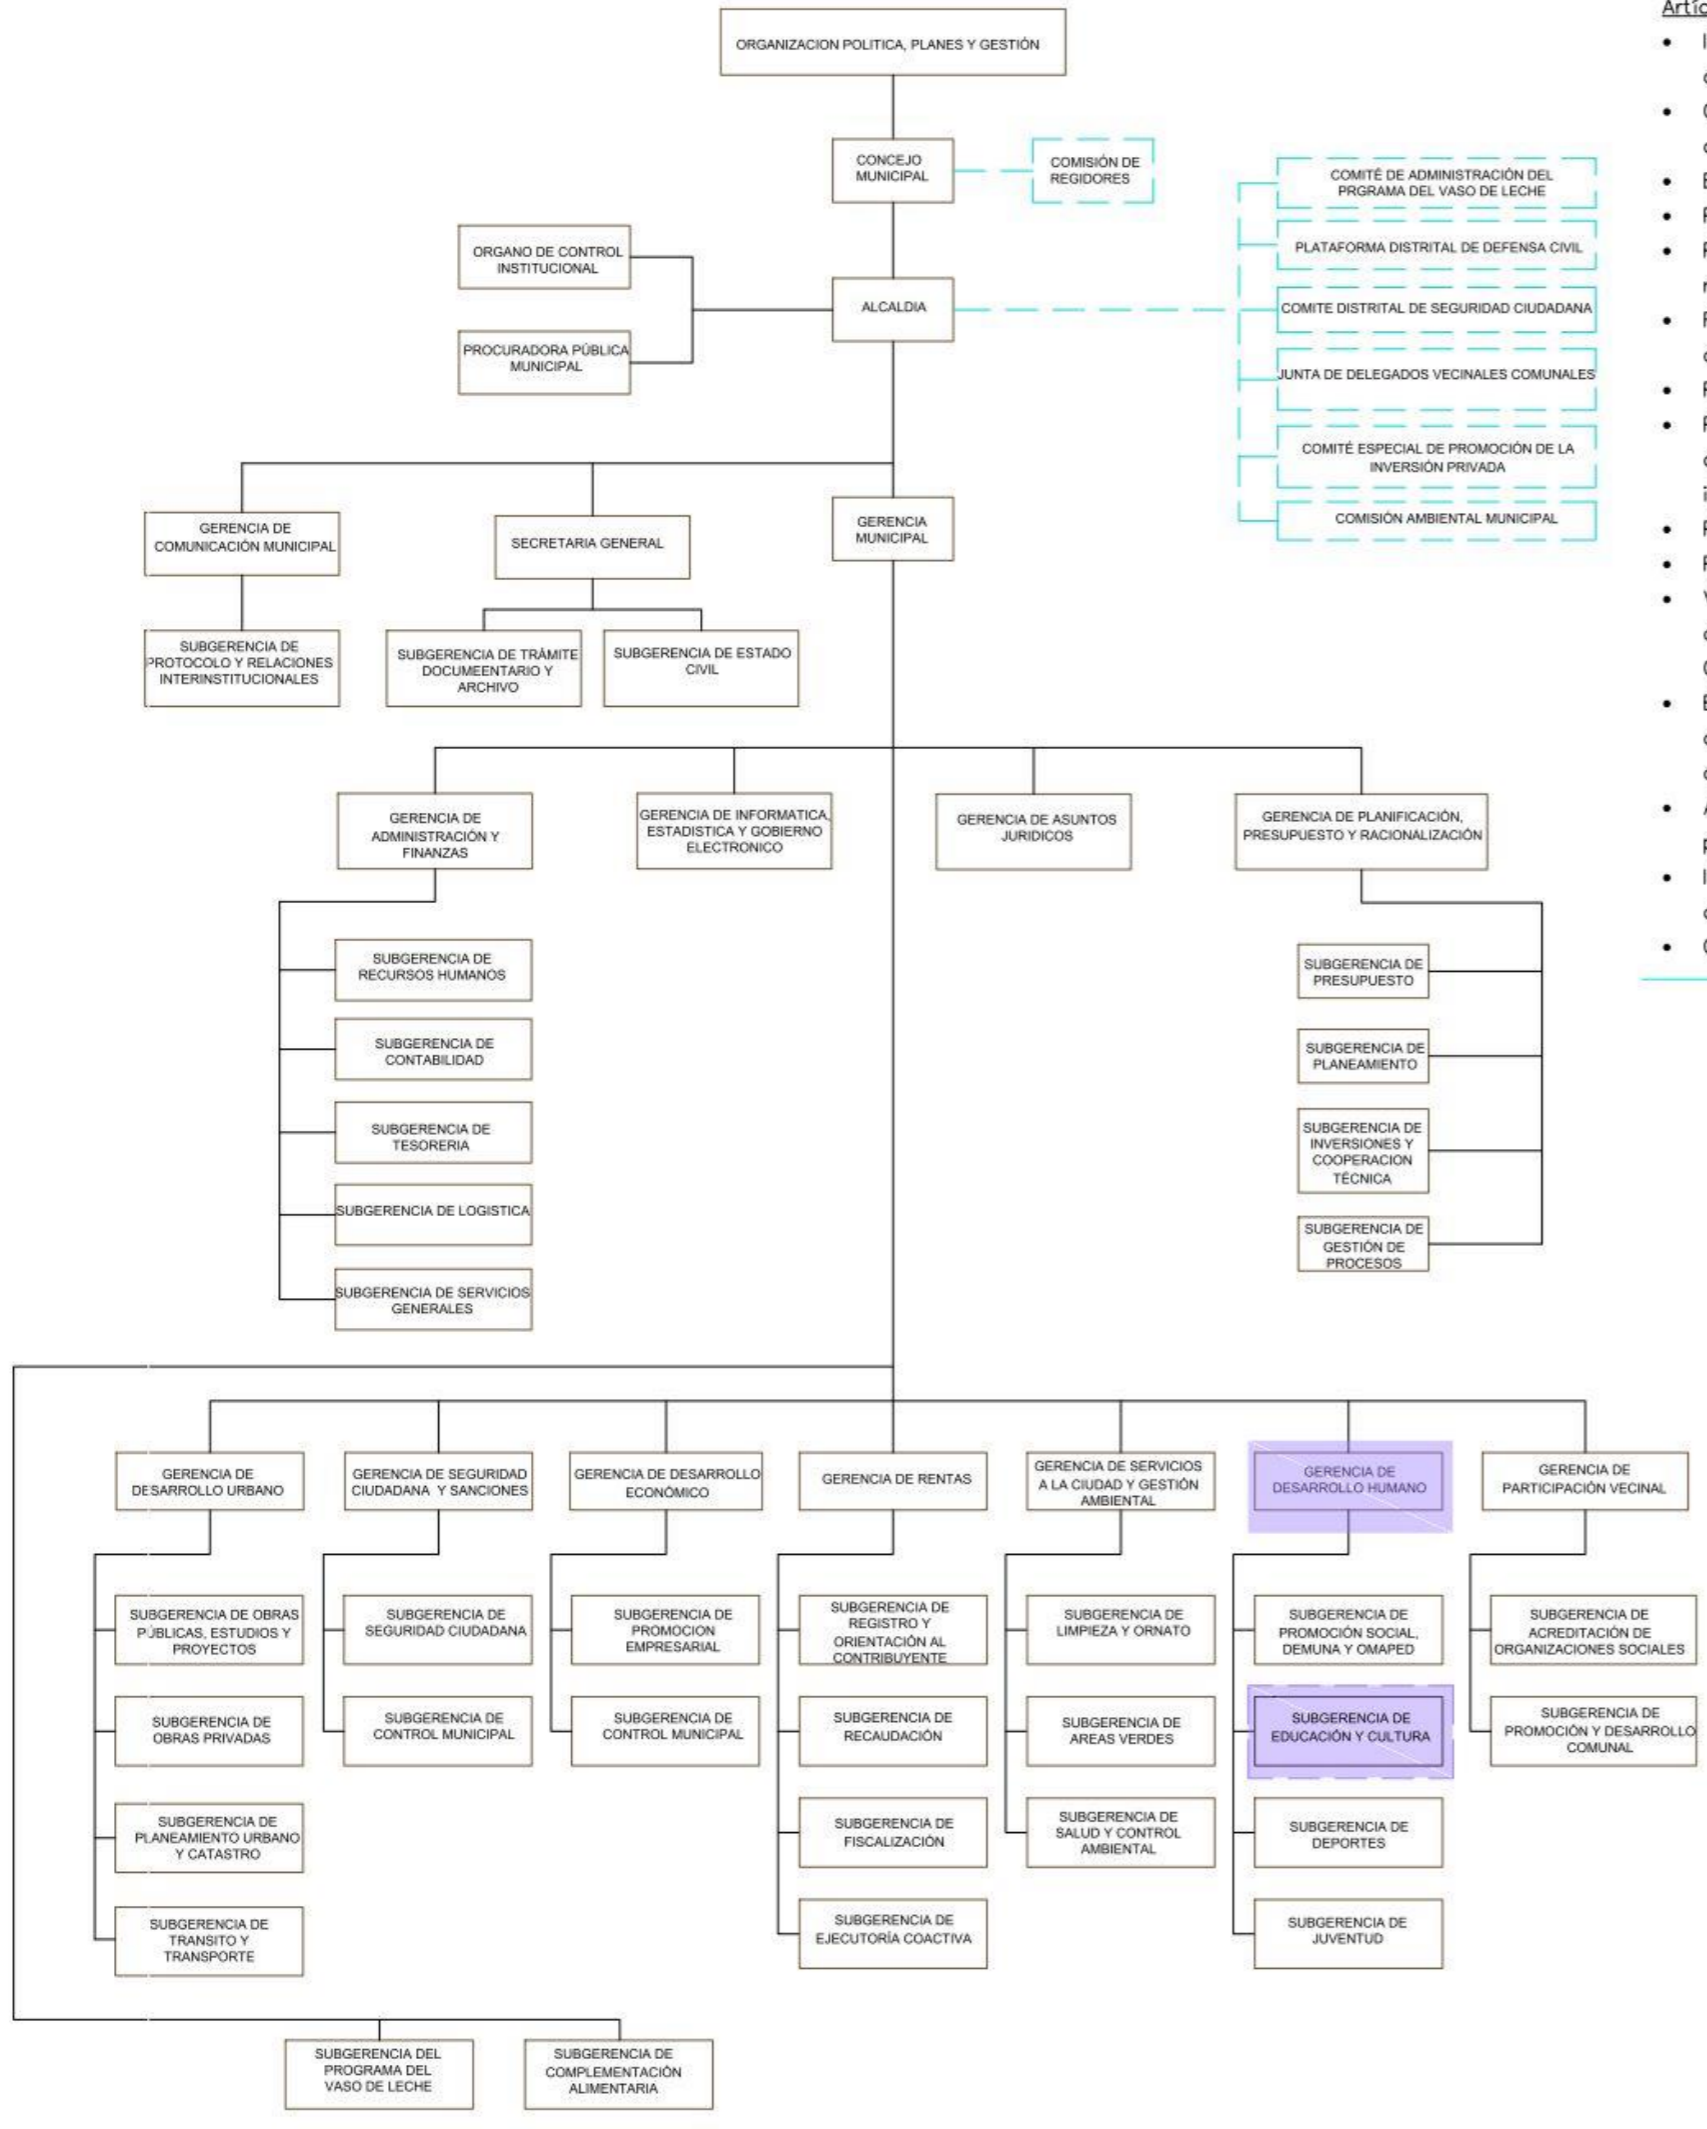 ORGANIZACION POLITICA, PLANES Y GESTIÓN
CONCEJO
MUNICIPAL
COMISIÓN DE
REGIDORES
COMITÉ DE ADMINISTRACIÓN DEL
PRGRAMA DEL VASO DE LECHE
PLATAFORMA DISTRITAL DE DEFENSA CIVIL
COMITE DISTRITAL DE SEGURIDAD CIUDADANA
JUNTA DE DELEGADOS VECINALES COMUNALES
COMITÉ ESPECIAL DE PROMOCIÓN DE LA
INVERSIÓN PRIVADA
COMISIÓN AMBIENTAL MUNICIPAL
ORGANO DE CONTROL
INSTITUCIONAL
ALCALDIA
PROCURADORA PÚBLICA
MUNICIPAL
GERENCIA DE
COMUNICACIÓN MUNICIPAL
SECRETARIA GENERAL
GERENCIA
MUNICIPAL
SUBGERENCIA DE
PROTOCOLO Y RELACIONES
INTERINSTITUCIONALES
SUBGERENCIA DE TRÁMITE
DOCUMEENTARIO Y
ARCHIVO
SUBGERENCIA DE ESTADO
CIVIL
GERENCIA DE
ADMINISTRACIÓN Y
FINANZAS
GERENCIA DE INFORMATICA,
ESTADISTICA Y GOBIERNO
ELECTRONICO
GERENCIA DE ASUNTOS
JURIDICOS
GERENCIA DE PLANIFICACIÓN,
PRESUPUESTO Y RACIONALIZACIÓN
SUBGERENCIA DE
RECURSOS HUMANOS
SUBGERENCIA DE
CONTABILIDAD
SUBGERENCIA DE
TESORERIA
SUBGERENCIA DE LOGISTICA
SUBGERENCIA DE SERVICIOS
GENERALES
SUBGERENCIA DE
PRESUPUESTO
SUBGERENCIA DE
PLANEAMIENTO
SUBGERENCIA DE
INVERSIONES Y
COOPERACION
TÉCNICA
SUBGERENCIA DE
GESTIÓN DE
PROCESOS
GERENCIA DE
DESARROLLO URBANO
GERENCIA DE SEGURIDAD
CIUDADANA Y SANCIONES
GERENCIA DE DESARROLLO
ECONÓMICO
GERENCIA DE RENTAS
GERENCIA DE SERVICIOS
A LA CIUDAD Y GESTIÓN
AMBIENTAL
GERENCIA DE
DESARROLLO HUMANO
GERENCIA DE
PARTICIPACIÓN VECINAL
SUBGERENCIA DE OBRAS
PÚBLICAS, ESTUDIOS Y
PROYECTOS
SUBGERENCIA DE
SEGURIDAD CIUDADANA
SUBGERENCIA DE
PROMOCION
EMPRESARIAL
SUBGERENCIA DE
REGISTRO Y
ORIENTACIÓN AL
CONTRIBUYENTE
SUBGERENCIA DE
LIMPIEZA Y ORNATO
SUBGERENCIA DE
PROMOCIÓN SOCIAL,
DEMUNA Y OMAPED
SUBGERENCIA DE
ACREDITACIÓN DE
ORGANIZACIONES SOCIALES
SUBGERENCIA DE
OBRAS PRIVADAS
SUBGERENCIA DE
CONTROL MUNICIPAL
SUBGERENCIA DE
CONTROL MUNICIPAL
SUBGERENCIA DE
RECAUDACIÓN
SUBGERENCIA DE
AREAS VERDES
SUBGERENCIA DE
EDUCACIÓN Y CULTURA
SUBGERENCIA DE
PROMOCIÓN Y DESARROLLO
COMUNAL
SUBGERENCIA DE
PLANEAMIENTO URBANO
Y CATASTRO
SUBGERENCIA DE
FISCALIZACIÓN
SUBGERENCIA DE
SALUD Y CONTROL
AMBIENTAL
SUBGERENCIA DE
DEPORTES
SUBGERENCIA DE
TRANSITO Y
TRANSPORTE
SUBGERENCIA DE
EJECUTORÍA COACTIVA
SUBGERENCIA DE
JUVENTUD
SUBGERENCIA DEL
PROGRAMA DEL
VASO DE LECHE
SUBGERENCIA DE
COMPLEMENTACIÓN
ALIMENTARIA